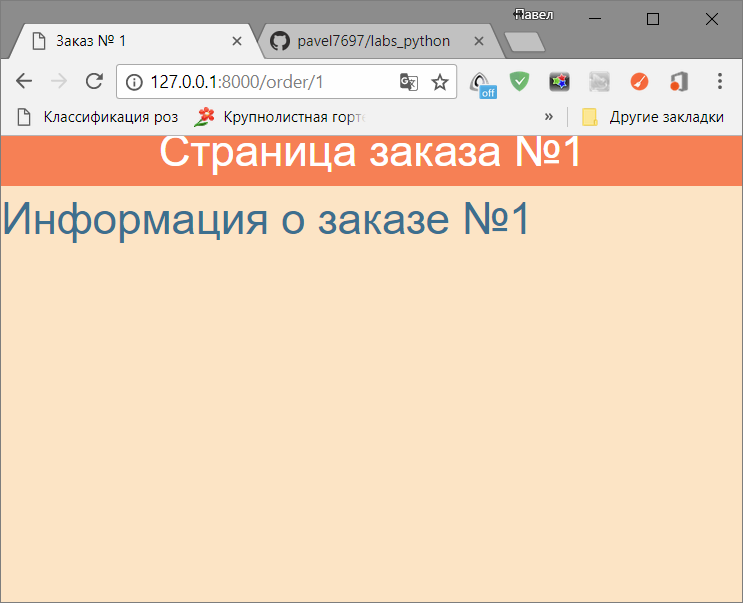 Павел
Заказ № 1
pavel7697/labs_python
127.0.0.1:8000/order/1
off
Классификация роз
Крупнолистная горте
»
Другие закладки
Страница заказа №1
Информация о заказе №1